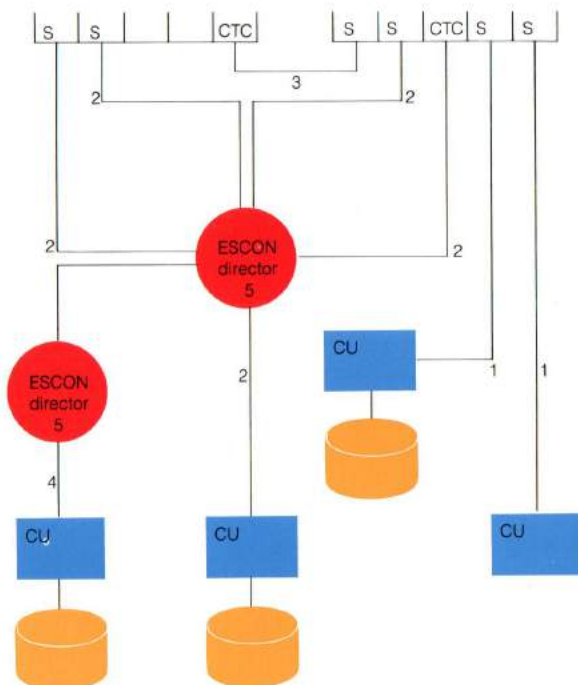 S S CTC S S CTC S S
3
2 2
2 2
ESCON
director
5
CU
2
1 1
ESCON
director
5
4
CU CU CU